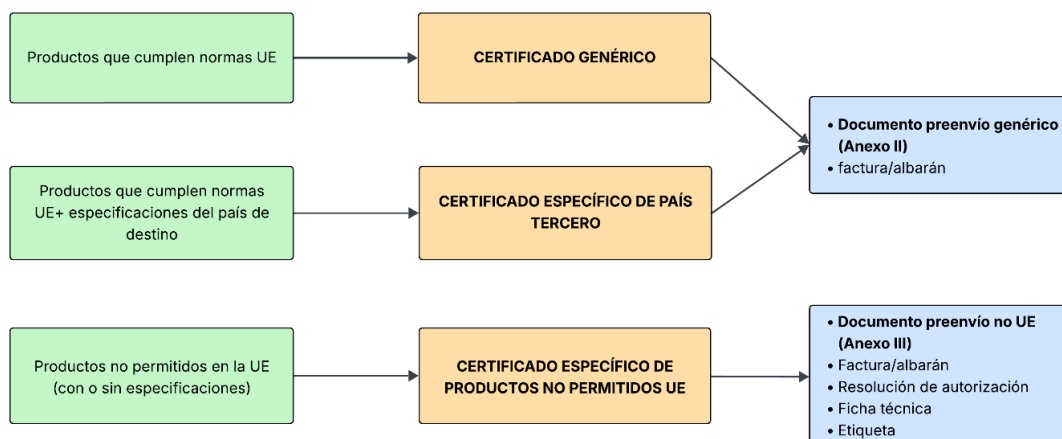 Productos que cumplen normas UE
CERTIFICADO GENÉRICO
• Documento preenvío genérico
(Anexo II)
• factura/albarán
Productos que cumplen normas
UE+ especificaciones del país de
destino
CERTIFICADO ESPECÍFICO DE PAÍS
TERCERO
Productos no permitidos en la UE
(con o sin especificaciones)
CERTIFICADO ESPECÍFICO DE
PRODUCTOS NO PERMITIDOS UE
• Documento preenvío no UE
(Anexo III)
• Factura/albarán
• Resolución de autorización
• Ficha técnica
• Etiqueta